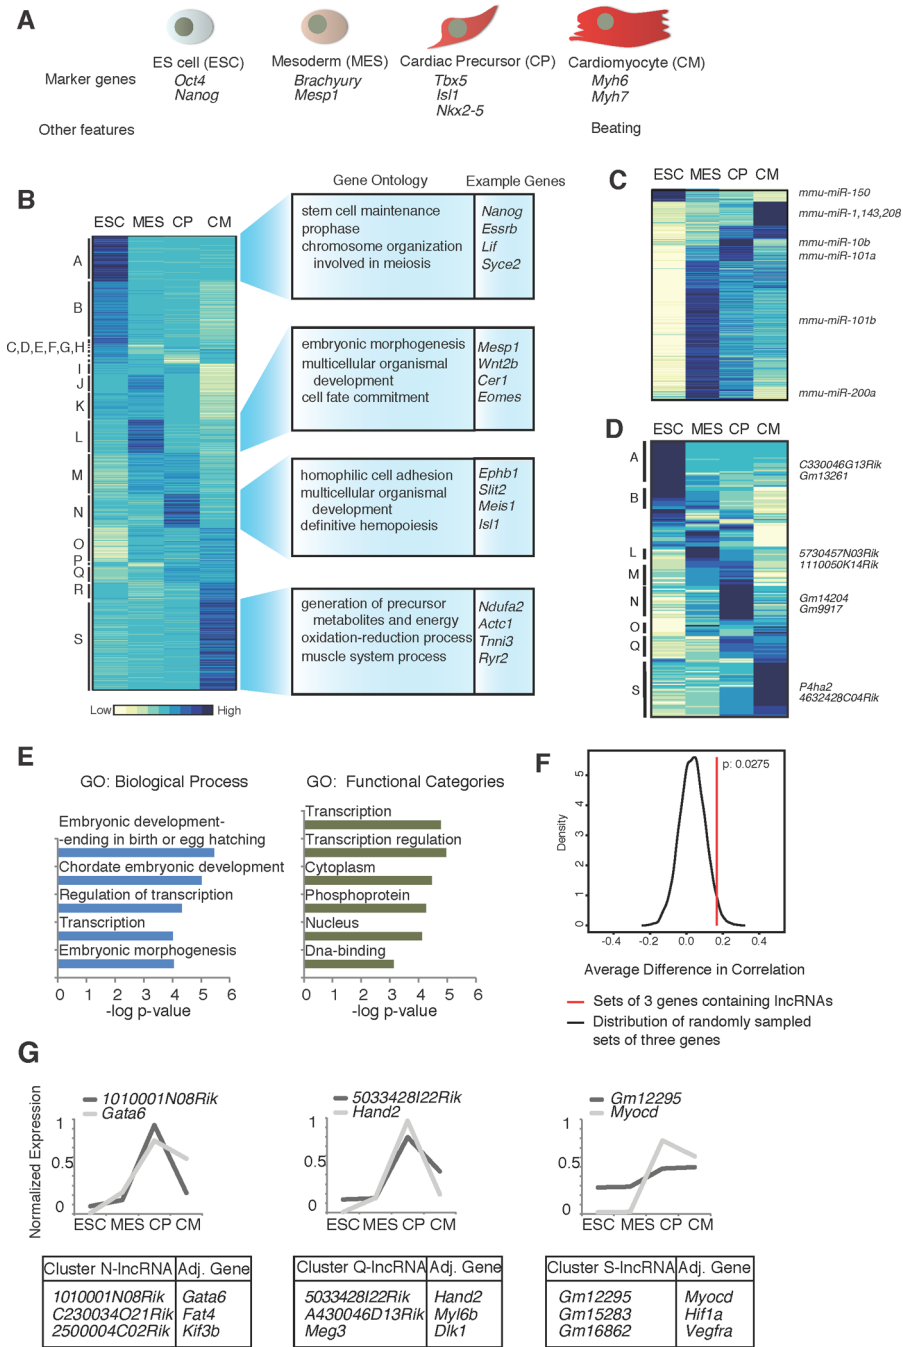 A
ES cell (ESC)
Mesoderm (MES)
Cardiac Precursor (CP)
Cardiomyocyte (CM)
Marker genes
Oct4
Nanog
Brachyury
Mesp1
Tbx5
Isl1
Nkx2-5
Myh6
Myh7
Other features
Beating
B
ESC MES CP CM
A
B
C,D,E,F,G,H
I
J
K
L
M
N
O
P
Q
R
S
Low High
Gene Ontology
Example Genes
stem cell maintenance
prophase
chromosome organization
involved in meiosis
Nanog
Essrb
Lif
Syce2
embryonic morphogenesis
multicellular organismal
development
cell fate commitment
Mesp1
Wnt2b
Cer1
Eomes
homophilic cell adhesion
multicellular organismal
development
definitive hemopoiesis
Ephb1
Slit2
Meis1
Isl1
generation of precursor
metabolites and energy
oxidation-reduction process
muscle system process
Ndufa2
Actc1
Tnni3
Ryr2
C
ESC MES CP CM
mmu-miR-150
mmu-miR-1,143,208
mmu-miR-10b
mmu-miR-101a
mmu-miR-101b
mmu-miR-200a
D
ESC MES CP CM
A
B
L
M
N
O
Q
S
C330046G13Rik
Gm13261
5730457N03Rik
1110050K14Rik
Gm14204
Gm9917
P4ha2
4632428C04Rik
E
GO: Biological Process
Embryonic development-
-ending in birth or egg hatching
Chordate embryonic development
Regulation of transcription
Transcription
Embryonic morphogenesis
0 1 2 3 4 5 6
-log p-value
GO: Functional Categories
Transcription
Transcription regulation
Cytoplasm
Phosphoprotein
Nucleus
Dna-binding
0 1 2 3 4 5 6
-log p-value
F
p: 0.0275
Density
0 1 2 3 4 5
-0.4 -0.2 0.0 0.2 0.4
Average Difference in Correlation
Sets of 3 genes containing lncRNAs
Distribution of randomly sampled
sets of three genes
G
Normalized Expression
1010001N08Rik
Gata6
1
0.5
0
ESC MES CP CM
5033428I22Rik
Hand2
1
0.5
0
ESC MES CP CM
Gm12295
Myocd
1
0.5
0
ESC MES CP CM
Cluster N-lncRNA Adj. Gene
1010001N08Rik Gata6
C230034O21Rik Fat4
2500004C02Rik Kif3b
Cluster Q-lncRNA Adj. Gene
5033428I22Rik Hand2
A430046D13Rik Myl6b
Meg3 Dlk1
Cluster S-lncRNA Adj. Gene
Gm12295 Myocd
Gm15283 Hif1a
Gm16862 Vegfra